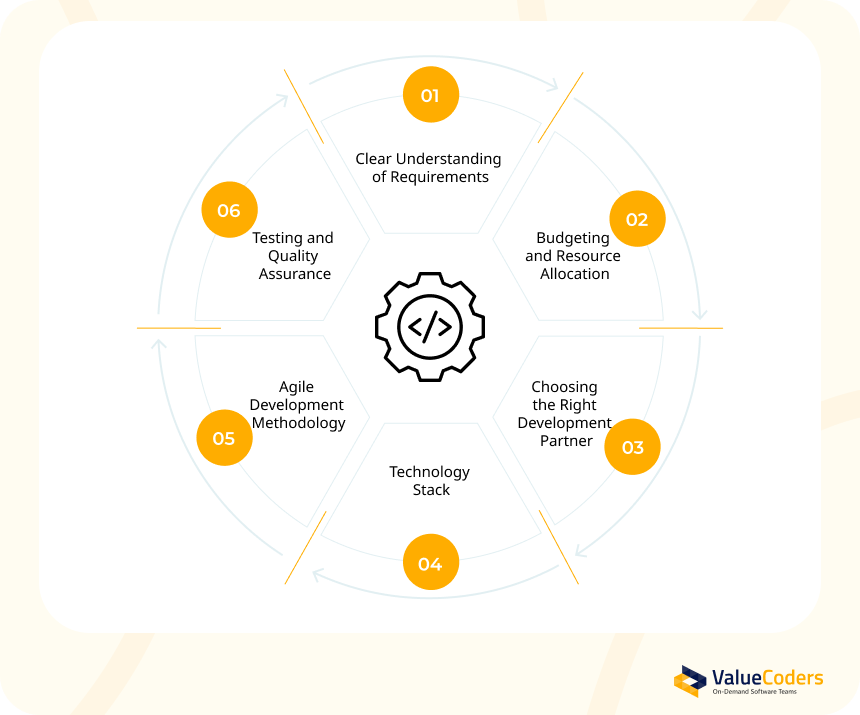 01
Clear Understanding
of Requirements
02
Budgeting
and Resource
Allocation
03
Choosing
the Right
Development
Partner
04
Technology
Stack
05
Agile
Development
Methodology
06
Testing and
Quality
Assurance
</>
ValueCoders
On-Demand Software Teams